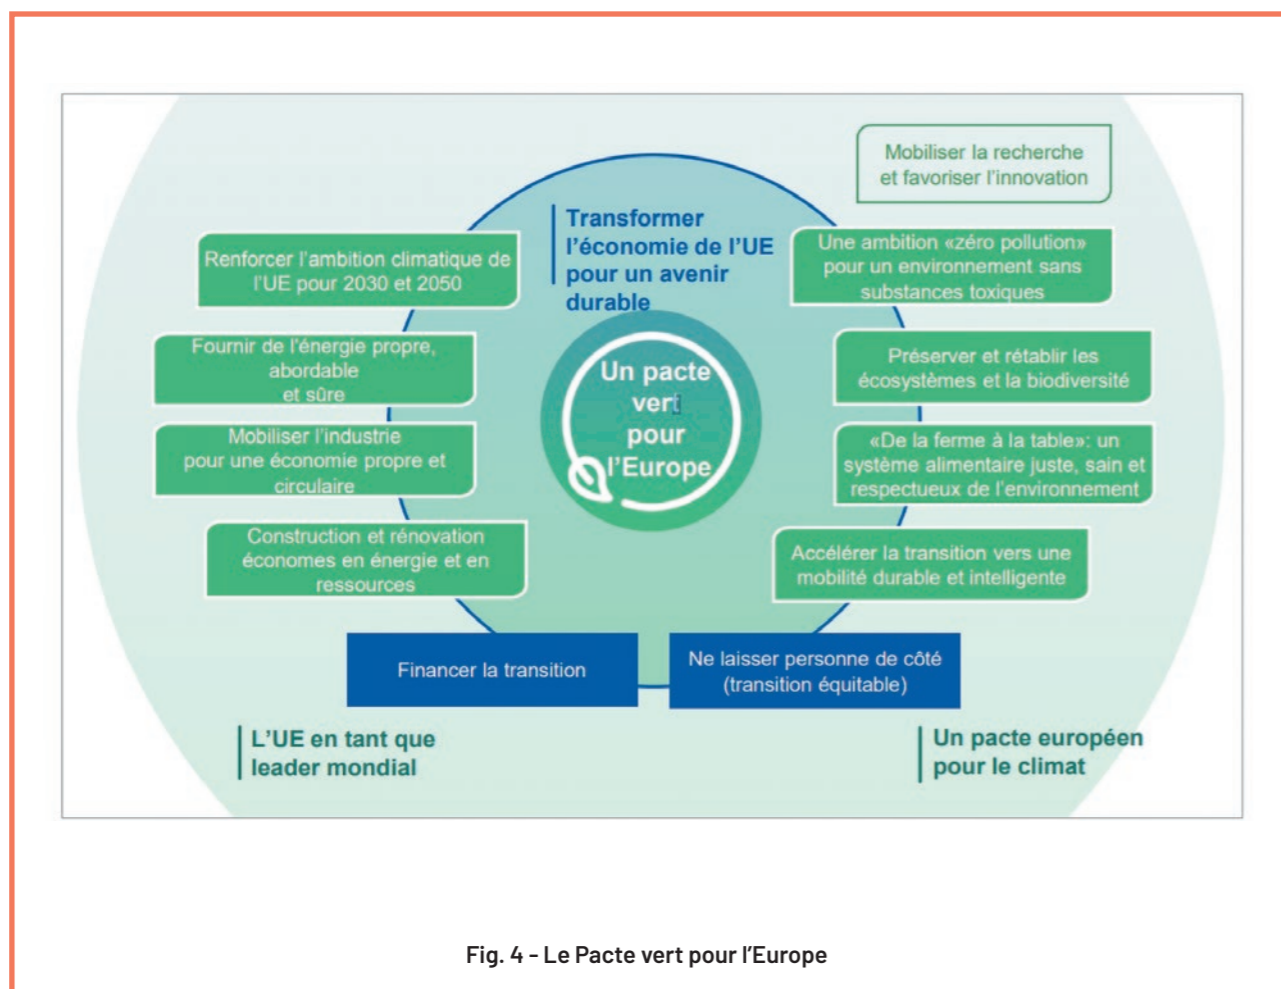 Mobiliser la recherche
et favoriser l'innovation
Transformer
l'économie de l'UE
pour un avenir
durable
Renforcer l'ambition climatique de
l'UE pour 2030 et 2050
Fournir de l'énergie propre,
abordable
et sûre
Mobiliser l'industrie
pour une économie propre et
circulaire
Construction et rénovation
économes en énergie et en
ressources
Un pacte
vert
pour
l'Europe
Une ambition «zéro pollution»
pour un environnement sans
substances toxiques
Préserver et rétablir les
écosystèmes et la biodiversité
«De la ferme à la table»: un
système alimentaire juste, sain et
respectueux de l'environnement
Accélérer la transition vers une
mobilité durable et intelligente
Financer la transition
Ne laisser personne de côté
(transition équitable)
L'UE en tant que
leader mondial
Un pacte européen
pour le climat
Fig. 4 - Le Pacte vert pour l'Europe